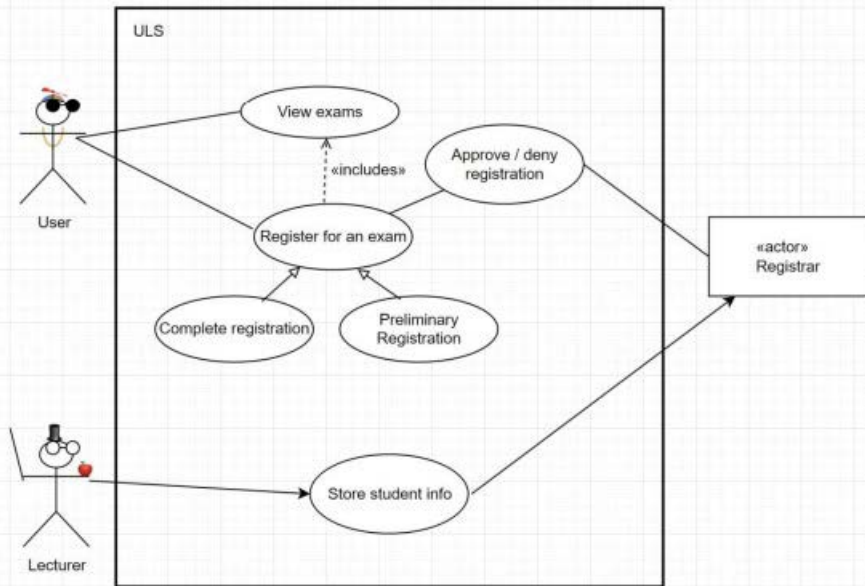 ULS
View exams
Approve / deny
registration
«includes»
User
Register for an exam
«actor»
Registrar
Complete registration
Preliminary
Registration
Store student info
Lecturer